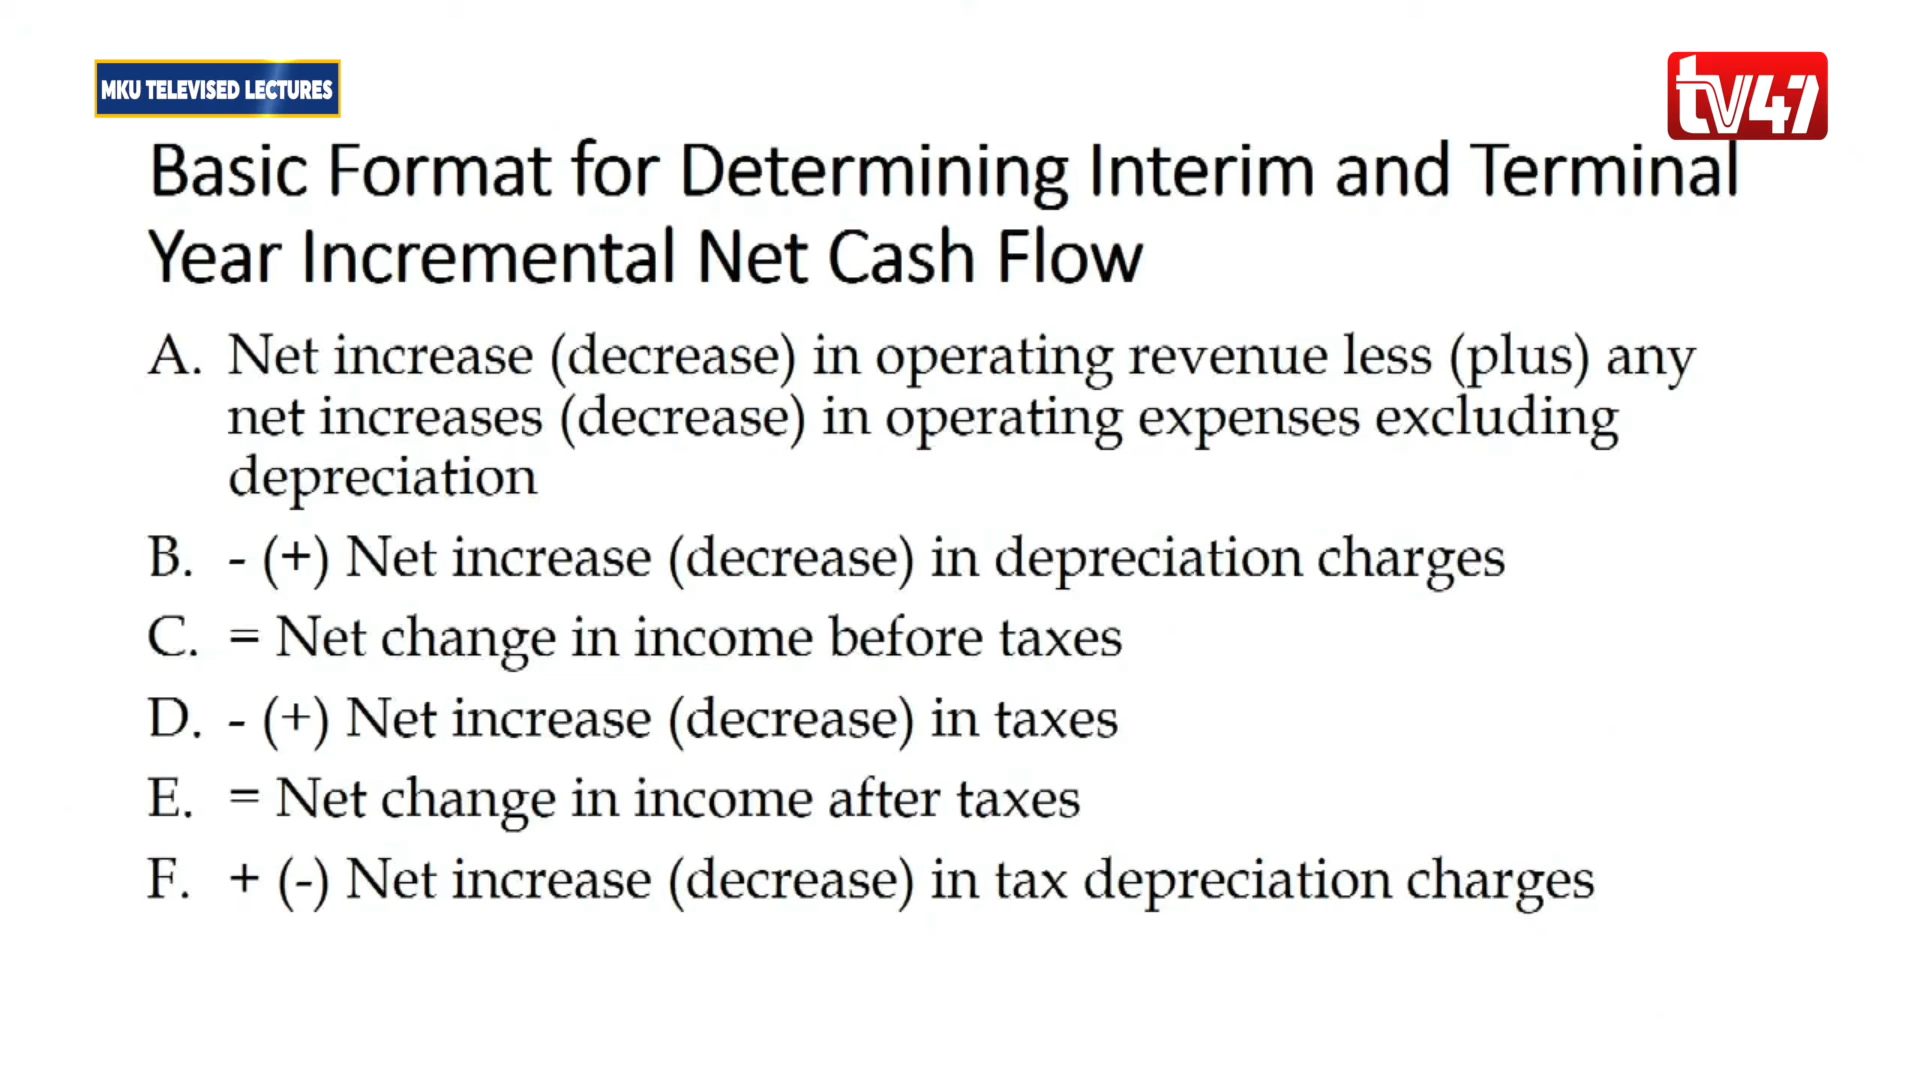 MKU TELEVISED LECTURES
tv47
Basic Format for Determining Interim and Terminal
Year Incremental Net Cash Flow
A. Net increase (decrease) in operating revenue less (plus) any
net increases (decrease) in operating expenses excluding
depreciation
B. - (+) Net increase (decrease) in depreciation charges
C. = Net change in income before taxes
D. - (+) Net increase (decrease) in taxes
E. = Net change in income after taxes
F. + (-) Net increase (decrease) in tax depreciation charges